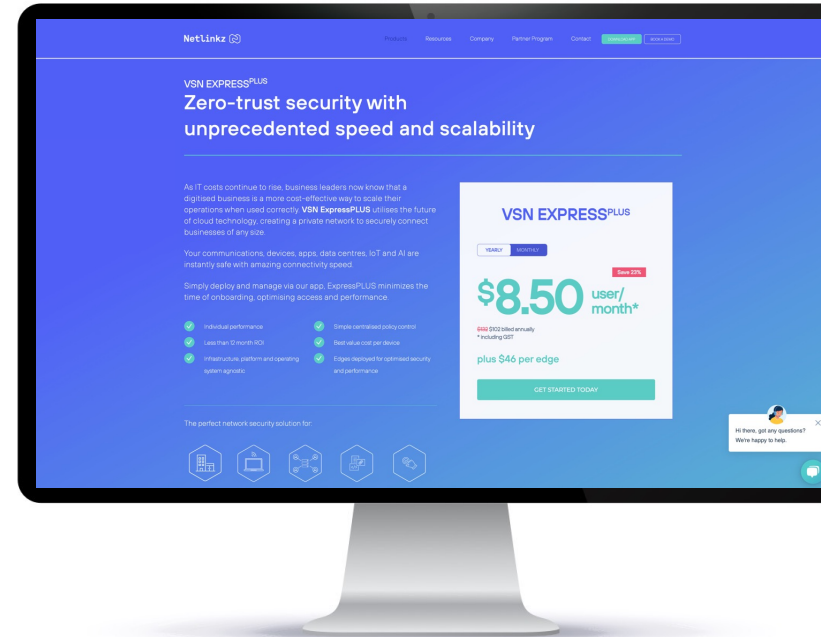 Netlinkz
Products Resources Company Partner Program Contact DOWNLOAD APP BOOK A DEMO
VSN EXPRESSPLUS
Zero-trust security with
unprecedented speed and scalability
As IT costs continue to rise, business leaders now know that a
digitised business is a more cost-effective way to scale their
operations when used correctly. VSN ExpressPLUS utilises the future
of cloud technology, creating a private network to securely connect
businesses of any size.
Your communications, devices, apps, data centres, IoT and AI are
instantly safe with amazing connectivity speed.
Simply deploy and manage via our app, ExpressPLUS minimizes the
time of onboarding, optimising access and performance.
Individual performance
Less than 12 month ROI
Infrastructure, platform and operating
system agnostic
Simple centralised policy control
Best value cost per device
Edges deployed for optimised security
and performance
The perfect network security solution for:
VSN EXPRESSPLUS
YEARLY MONTHLY
Save 23%
$8.50 user/
month*
$132 $102 billed annually
* Including GST
plus $46 per edge
GET STARTED TODAY
Hi there, got any questions?
We're happy to help.